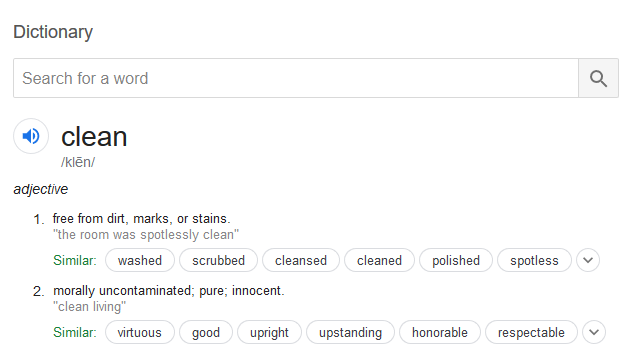 Dictionary
Search for a word
clean
/klēn/
adjective
1. free from dirt, marks, or stains.
"the room was spotlessly clean"
Similar: washed scrubbed cleansed cleaned polished spotless
2. morally uncontaminated; pure; innocent.
"clean living"
Similar: virtuous good upright upstanding honorable respectable